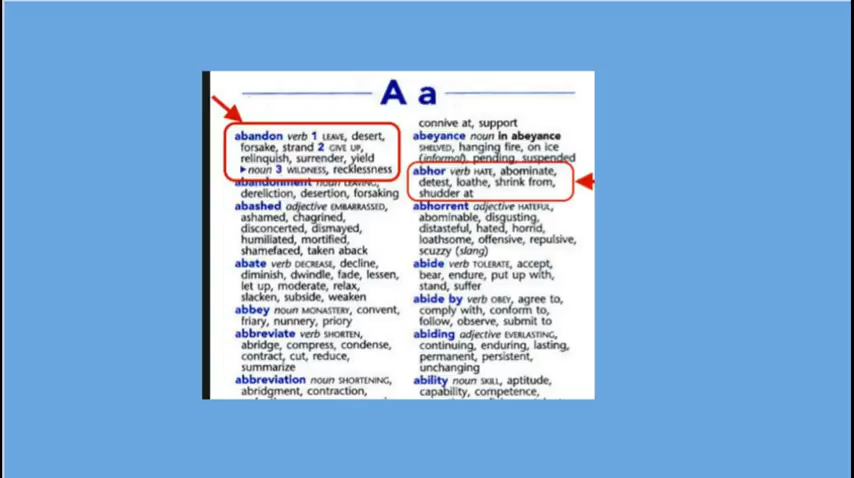 A a
abandon verb 1 LEAVE, desert,
forsake, strand 2 GIVE UP,
relinquish, surrender, yield
▶ noun 3 WILDNESS, recklessness
abandonment noun LEAVING,
dereliction, desertion, forsaking
abashed adjective EMBARRASSED,
ashamed, chagrined,
disconcerted, dismayed,
humiliated, mortified,
shamefaced, taken aback
abate verb DECREASE, decline,
diminish, dwindle, fade, lessen,
let up, moderate, relax,
slacken, subside, weaken
abbey noun MONASTERY, convent,
friary, nunnery, priory
abbreviate verb SHORTEN,
abridge, compress, condense,
contract, cut, reduce,
summarize
abbreviation noun SHORTENING,
abridgment, contraction,
connive at, support
abeyance noun in abeyance
SHELVED, hanging fire, on ice
(informal), pending, suspended
abhor verb HATE, abominate,
detest, loathe, shrink from,
shudder at
abhorrent adjective HATEFUL,
abominable, disgusting,
distasteful, hated, horrid,
loathsome, offensive, repulsive,
scuzzy (slang)
abide verb TOLERATE, accept,
bear, endure, put up with,
stand, suffer
abide by verb OBEY, agree to,
comply with, conform to,
follow, observe, submit to
abiding adjective EVERLASTING,
continuing, enduring, lasting,
permanent, persistent,
unchanging
ability noun SKILL, aptitude,
capability, competence,